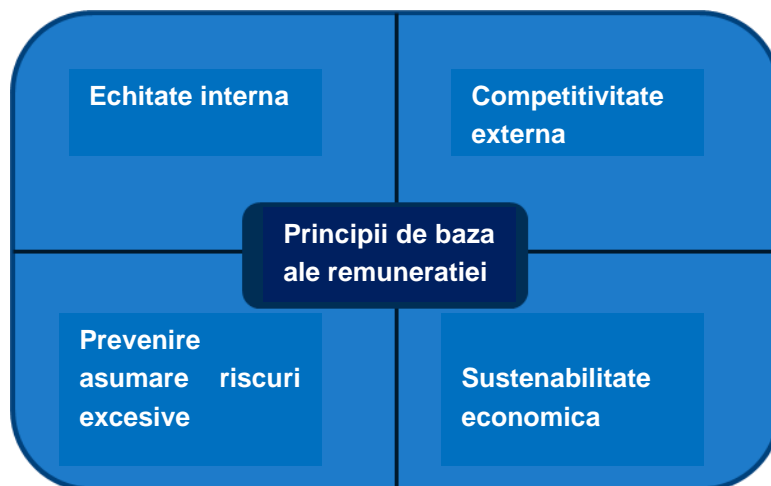 Echitate interna
Competitivitate
externa
Principii de baza
ale remuneratiei
Prevenire
asumare riscuri
excesive
Sustenabilitate
economica